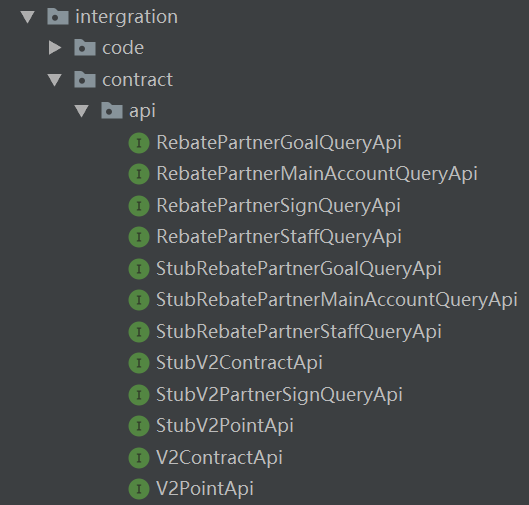 intergration
code
contract
api
RebatePartnerGoalQueryApi
RebatePartnerMainAccountQueryApi
RebatePartnerSignQueryApi
RebatePartnerStaffQueryApi
StubRebatePartnerGoalQueryApi
StubRebatePartnerMainAccountQueryApi
StubRebatePartnerStaffQueryApi
StubV2ContractApi
StubV2PartnerSignQueryApi
StubV2PointApi
V2ContractApi
V2PointApi